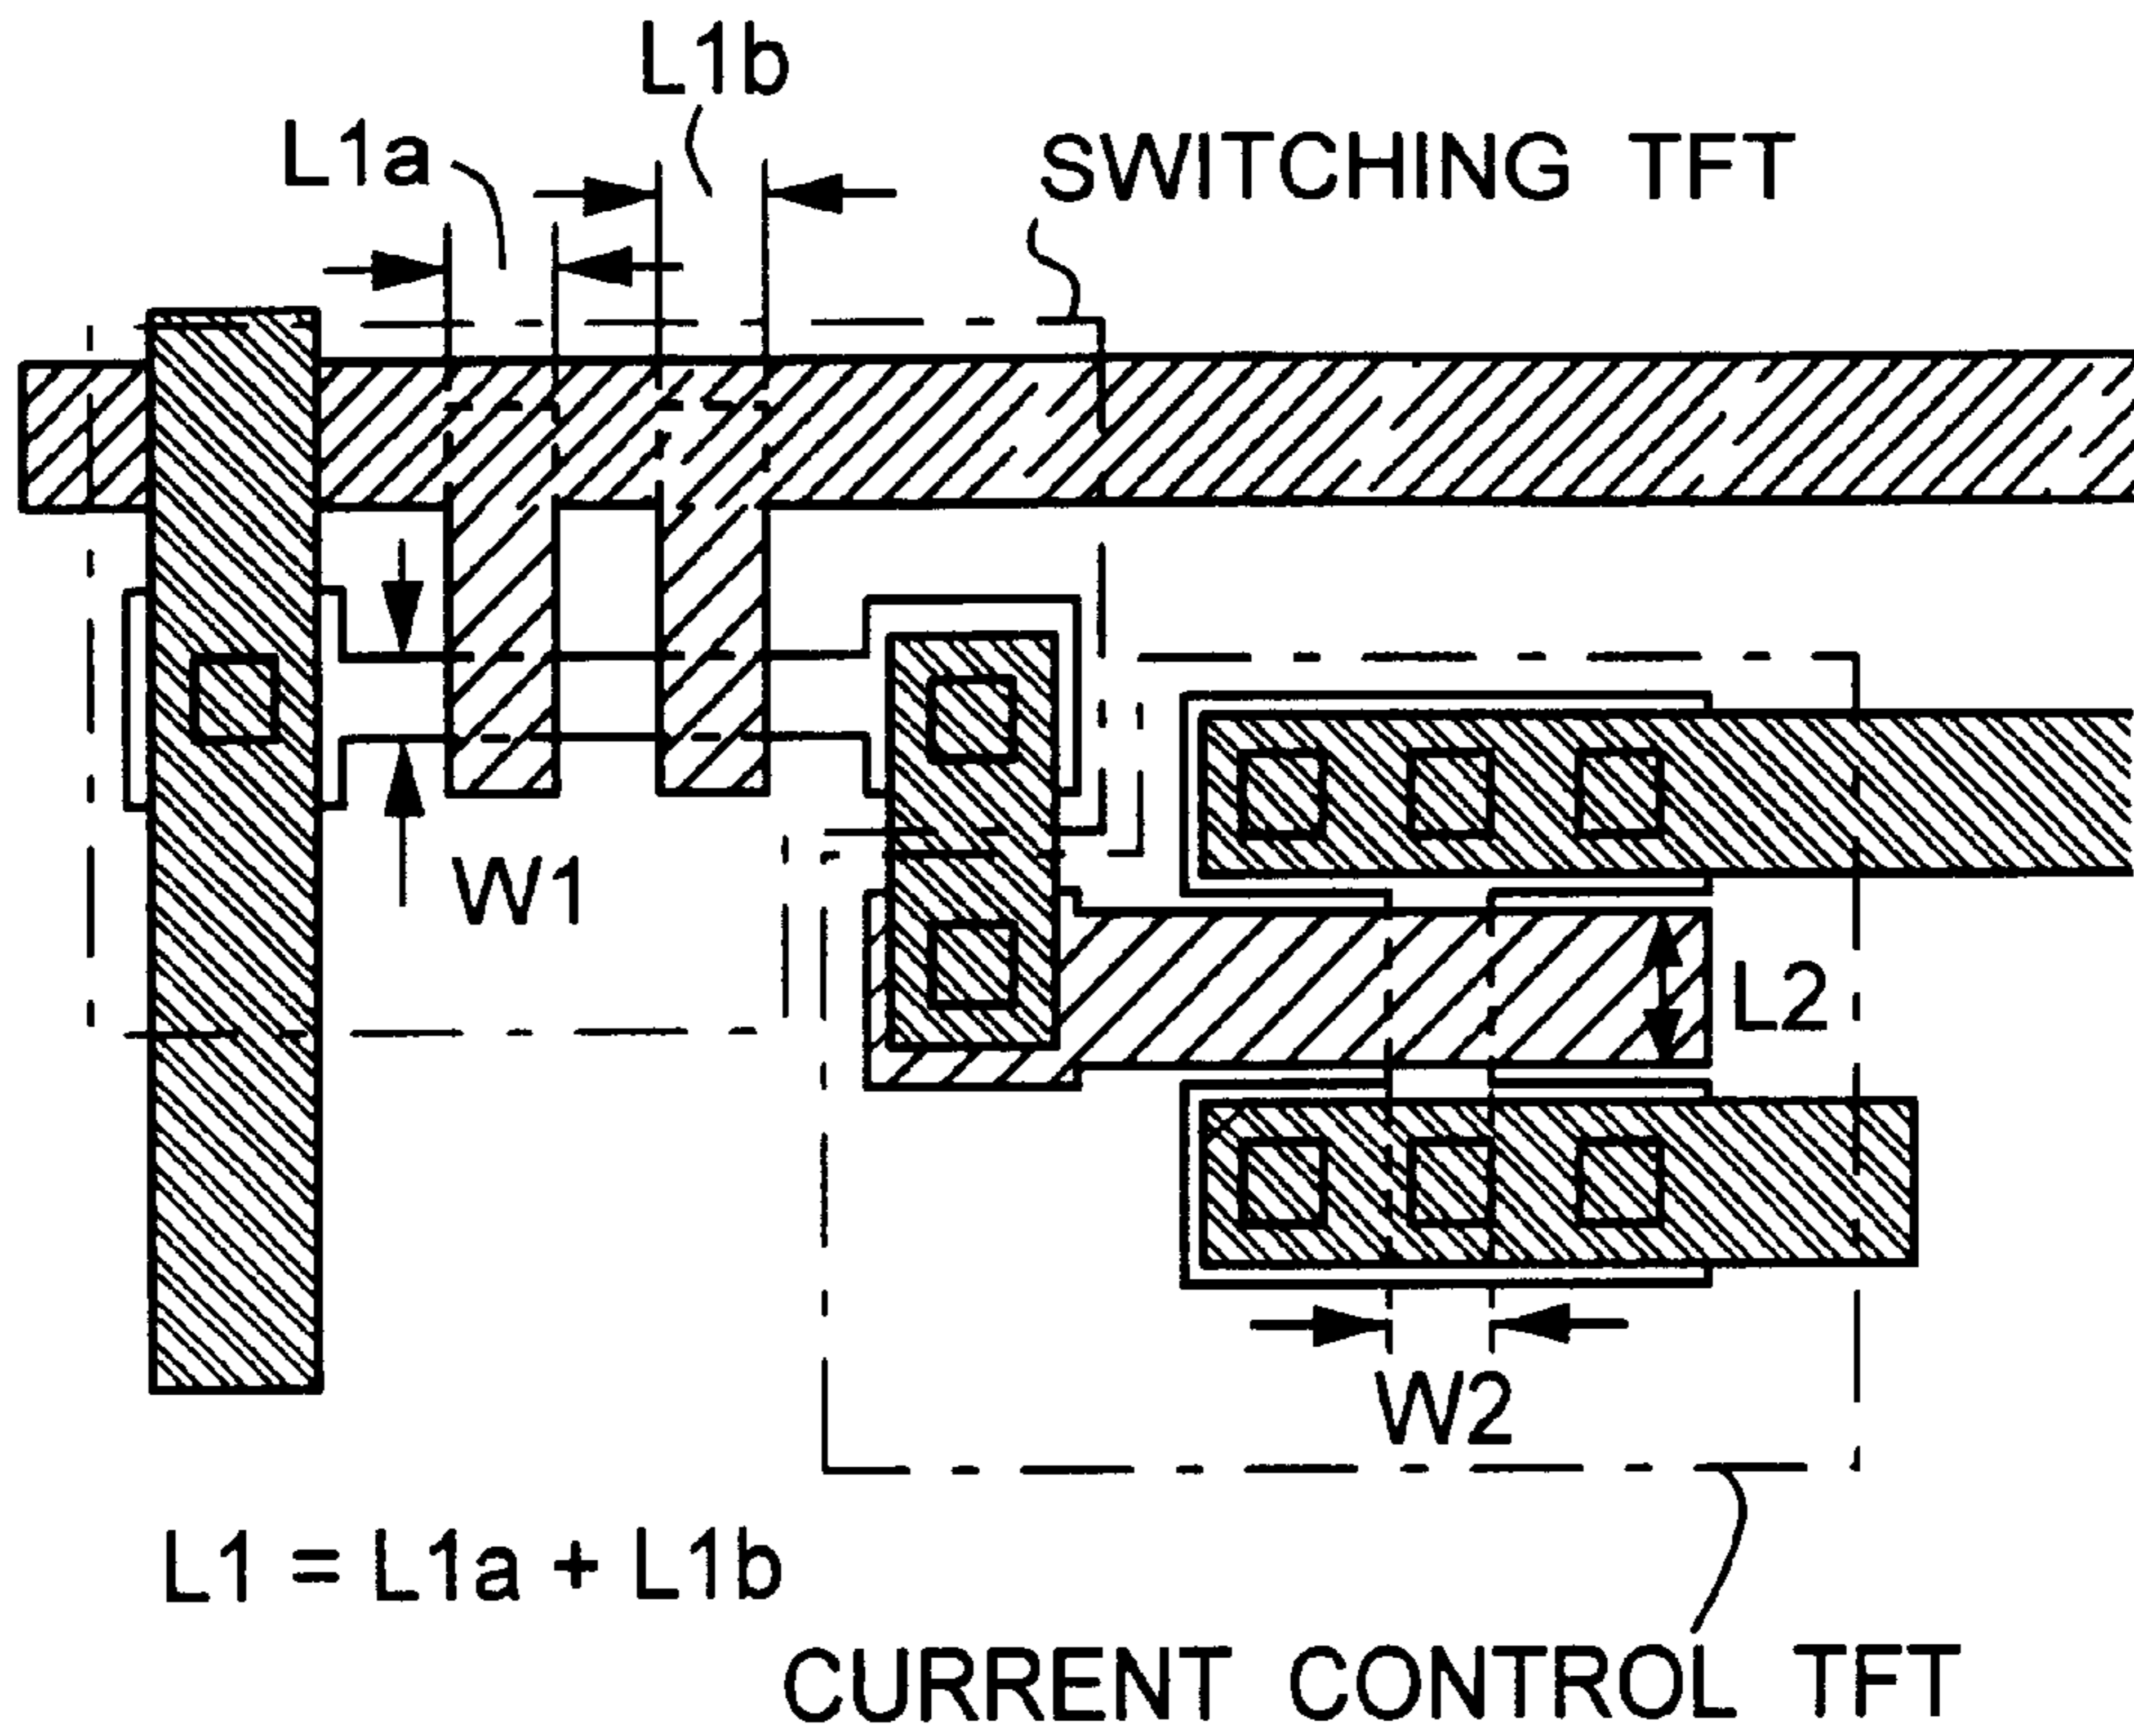 L1b
L1a
SWITCHING TFT
W1
L2
W2
L1 = L1a + L1b
CURRENT CONTROL TFT